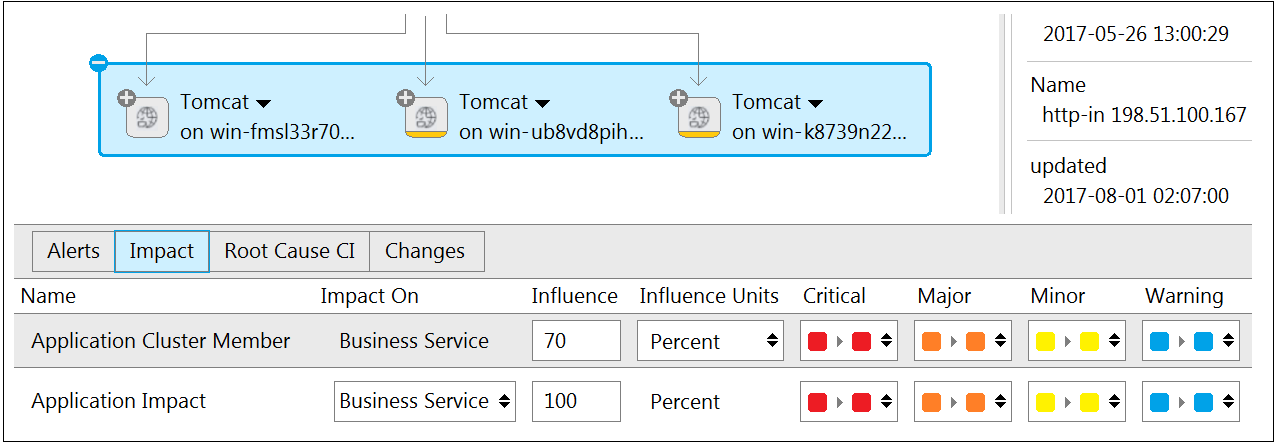 2017-05-26 13:00:29
Tomcat
on win-fmsl33r70...
Tomcat
on win-ub8vd8pih...
Tomcat
on win-k8739n22...
Name
http-in 198.51.100.167
updated
2017-08-01 02:07:00
Alerts Impact Root Cause CI Changes
Name Impact On Influence Influence Units Critical Major Minor Warning
Application Cluster Member Business Service 70 Percent
Application Impact Business Service 100 Percent